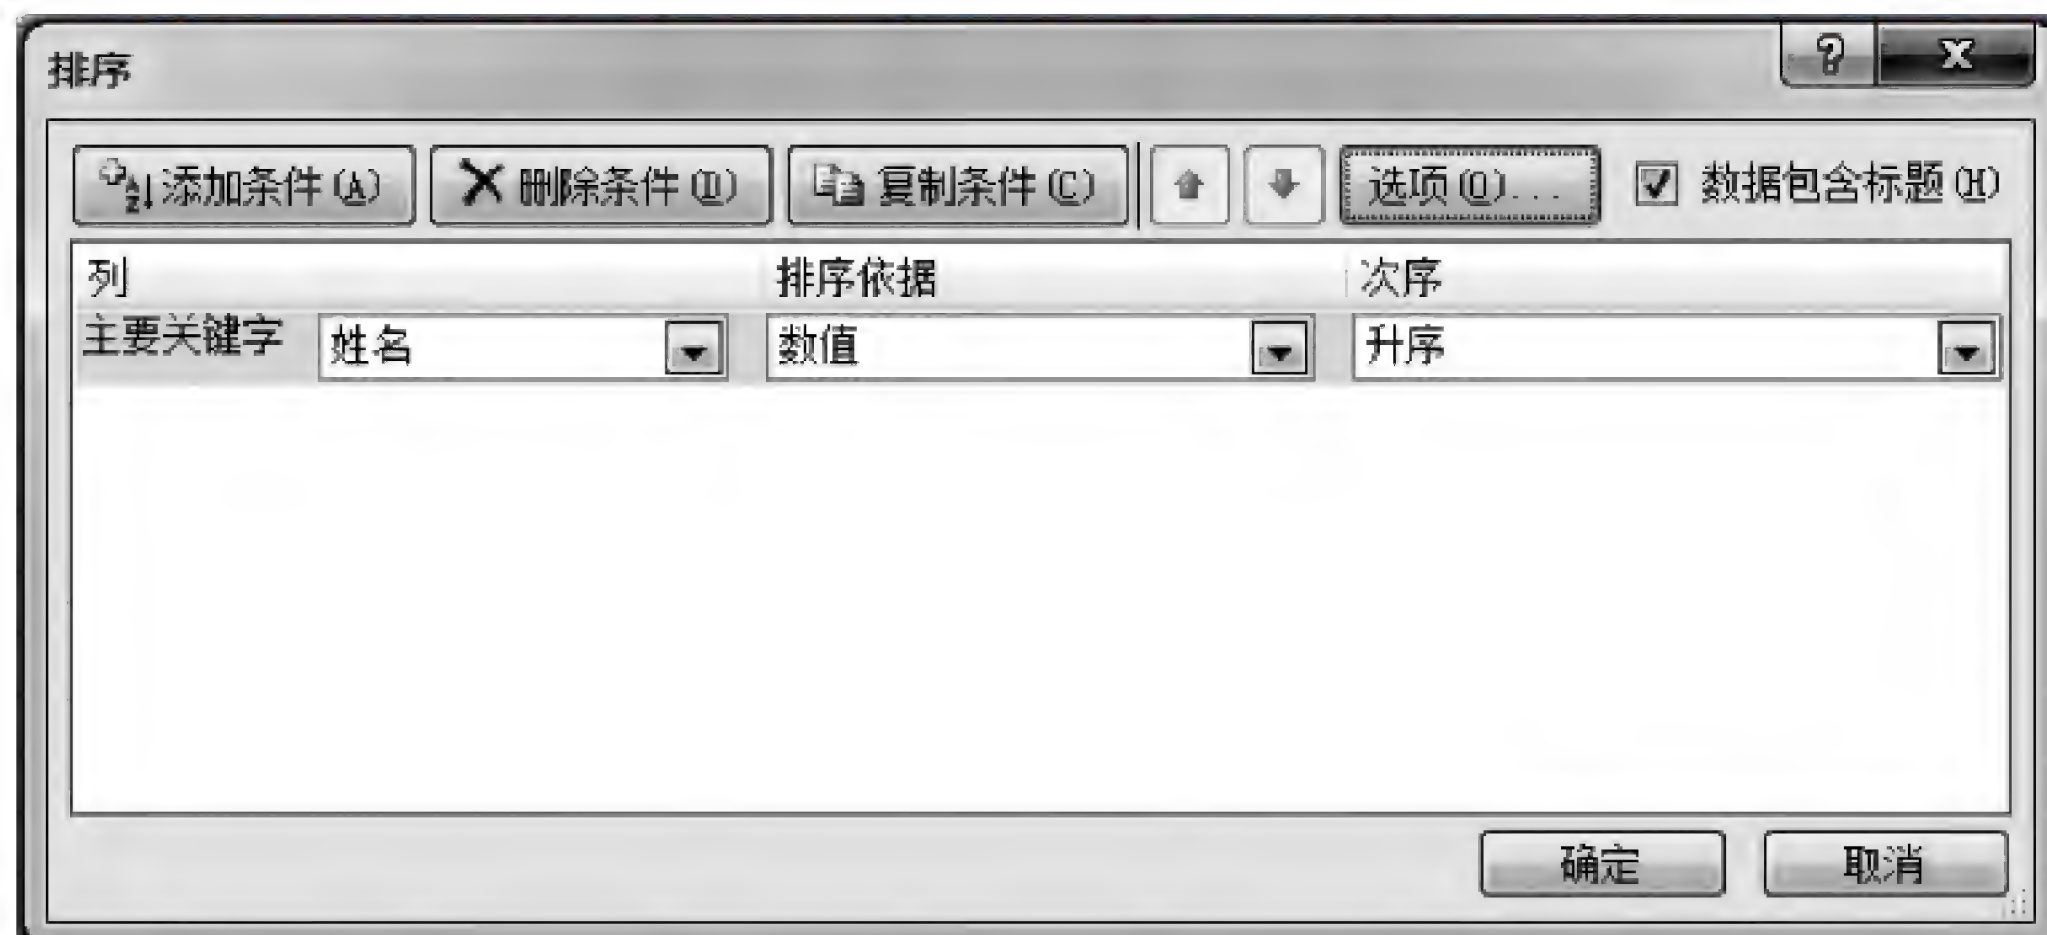 排序
添加条件(A) 删除条件(D) 复制条件(C) 选项(O)... 数据包含标题(H)
列 排序依据 次序
主要关键字 姓名 数值 升序
确定 取消